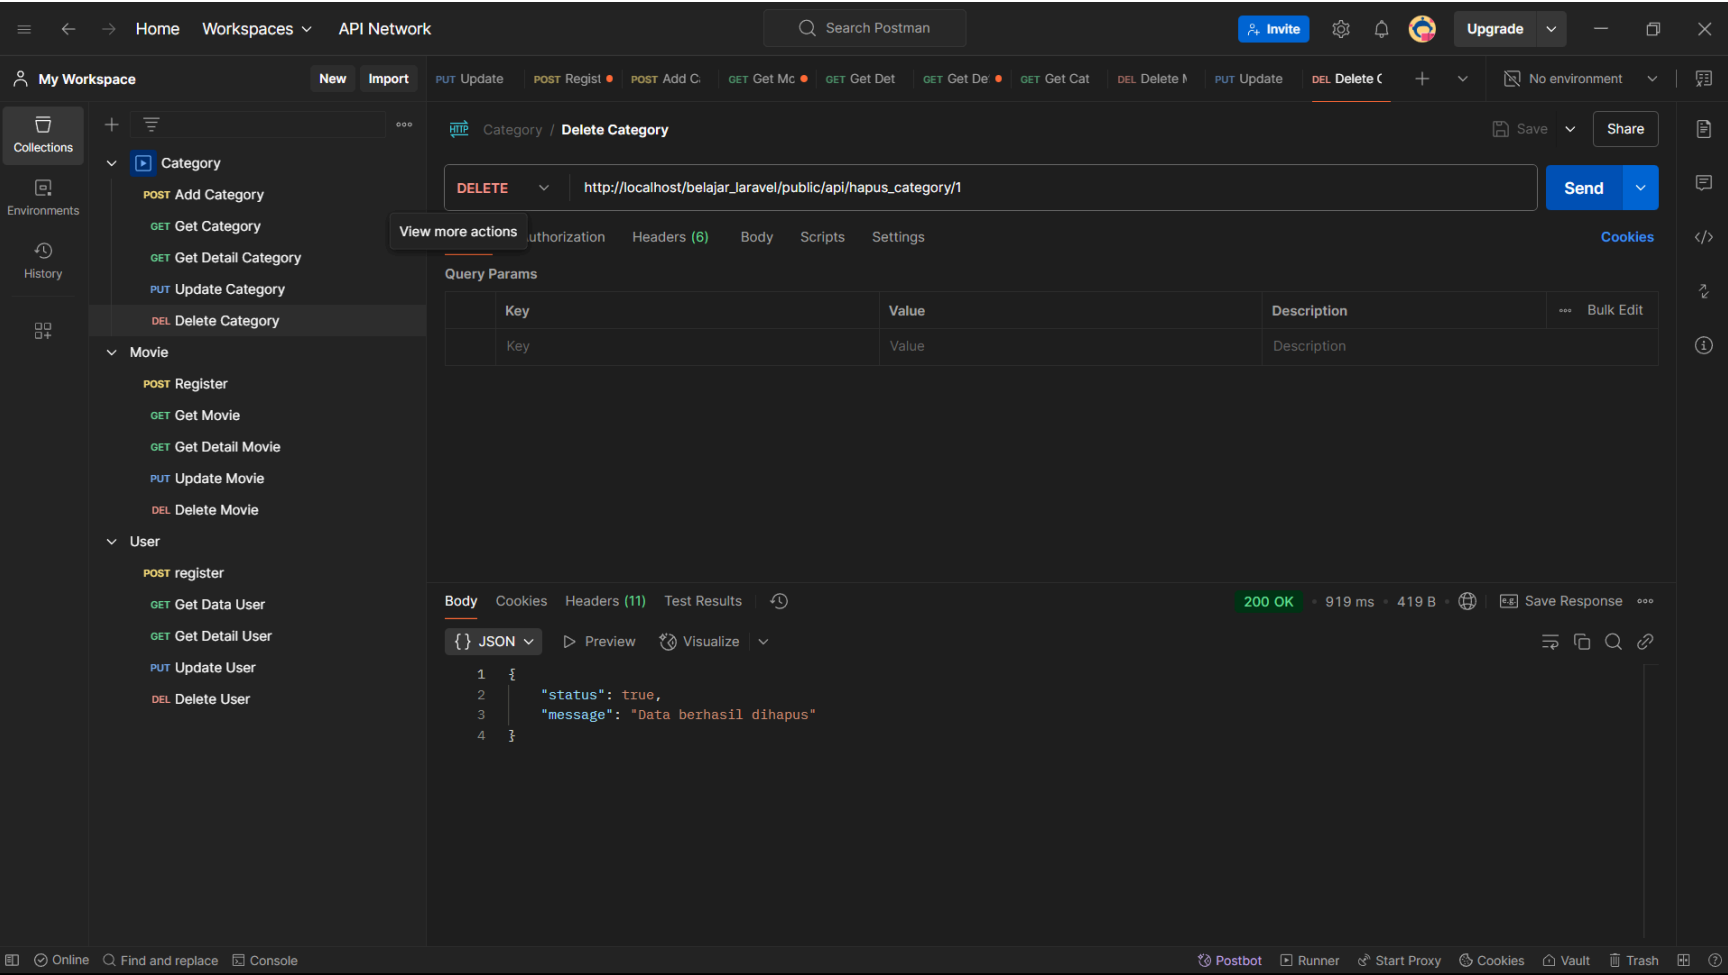 Home Workspaces API Network Search Postman Invite Upgrade
My Workspace New Import PUT Update POST Regist POST Add C GET Get Mo GET Get Det GET Get De GET Get Cat DEL Delete PUT Update DEL Delete C No environment
Collections
Environments
History
Category
POST Add Category
GET Get Category
GET Get Detail Category
PUT Update Category
DEL Delete Category
Movie
POST Register
GET Get Movie
GET Get Detail Movie
PUT Update Movie
DEL Delete Movie
User
POST register
GET Get Data User
GET Get Detail User
PUT Update User
DEL Delete User
HTTP Category / Delete Category Save Share
DELETE http://localhost/belajar_laravel/public/api/hapus_category/1 Send
View more actions uthorization Headers (6) Body Scripts Settings Cookies
Query Params
Key Value Description Bulk Edit
Key Value Description
Body Cookies Headers (11) Test Results 200 OK • 919 ms • 419 B • e.g. Save Response
{} JSON Preview Visualize
1 {
2 "status": true,
3 "message": "Data berhasil dihapus"
4 }
Online Find and replace Console Postbot Runner Start Proxy Cookies Vault Trash